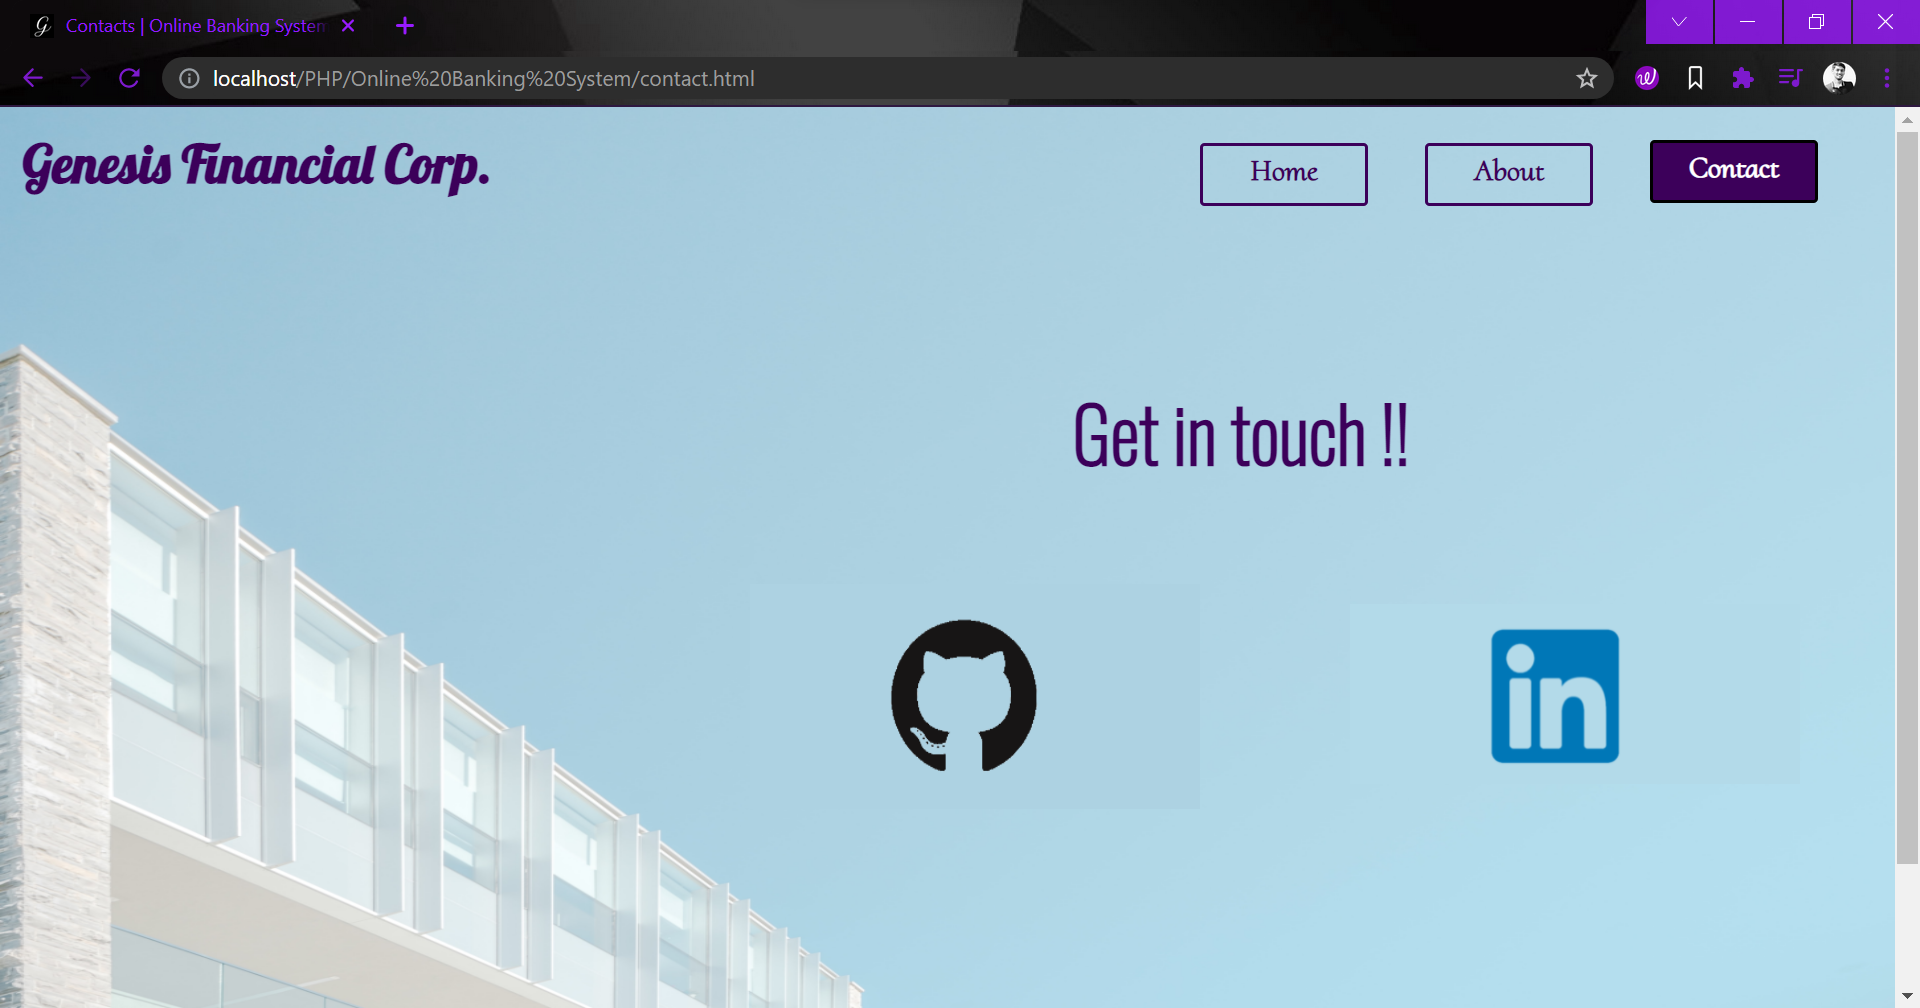 Contacts | Online Banking System
localhost/PHP/Online%20Banking%20System/contact.html
Genesis Financial Corp.
Home
About
Contact
Get in touch !!
in